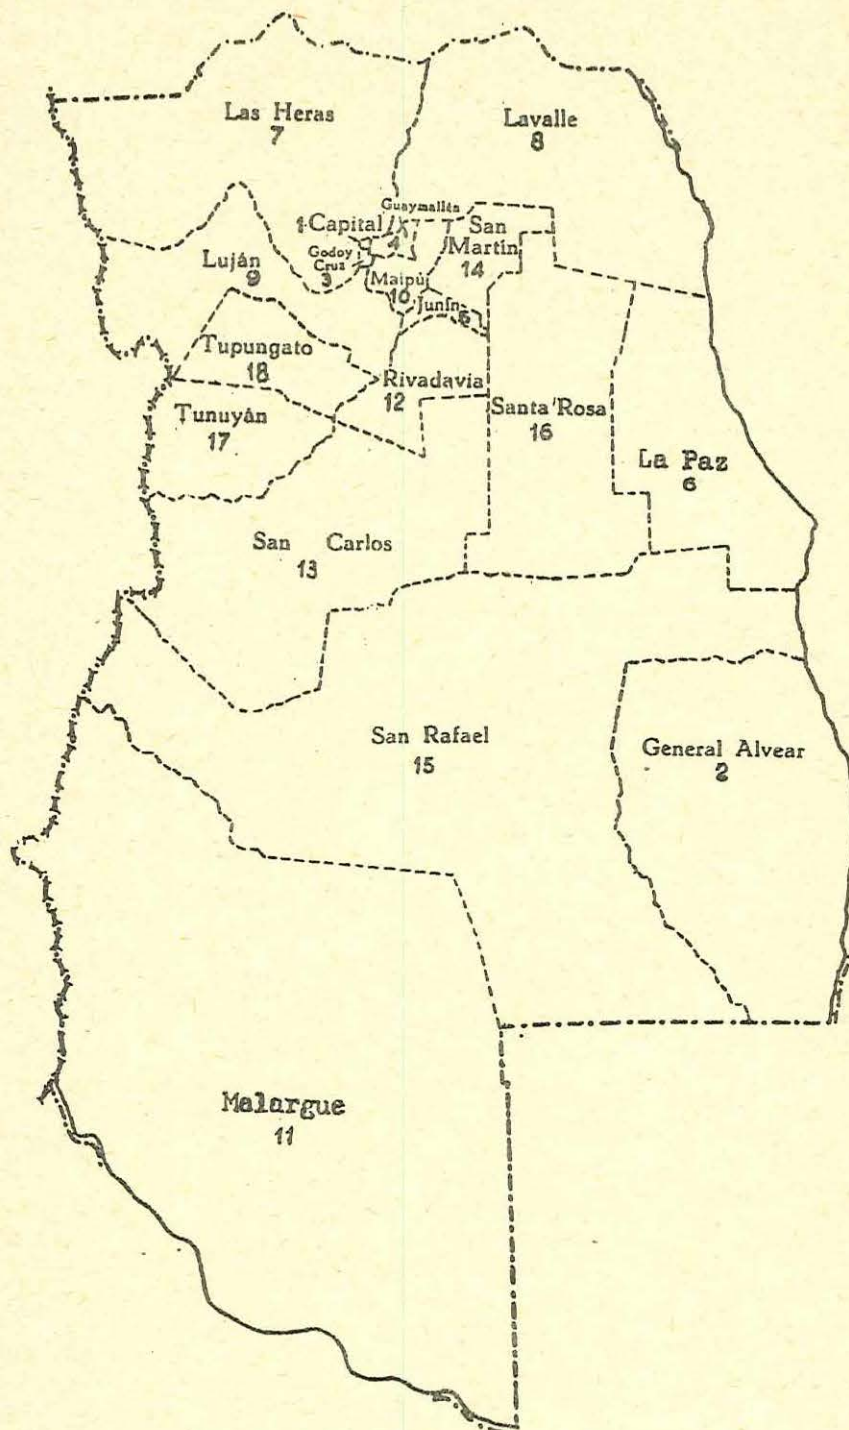 Las Heras
7
Lavalle
8
Guaymallén
4
1 Capital
San
Martín
14
Godoy
Cruz
3
Luján
9
Maipú
10
Junín
5
Tupungato
18
Rivadavia
12
Tunuyán
17
Santa Rosa
16
La Paz
6
San Carlos
13
San Rafael
15
General Alvear
2
Malargue
11